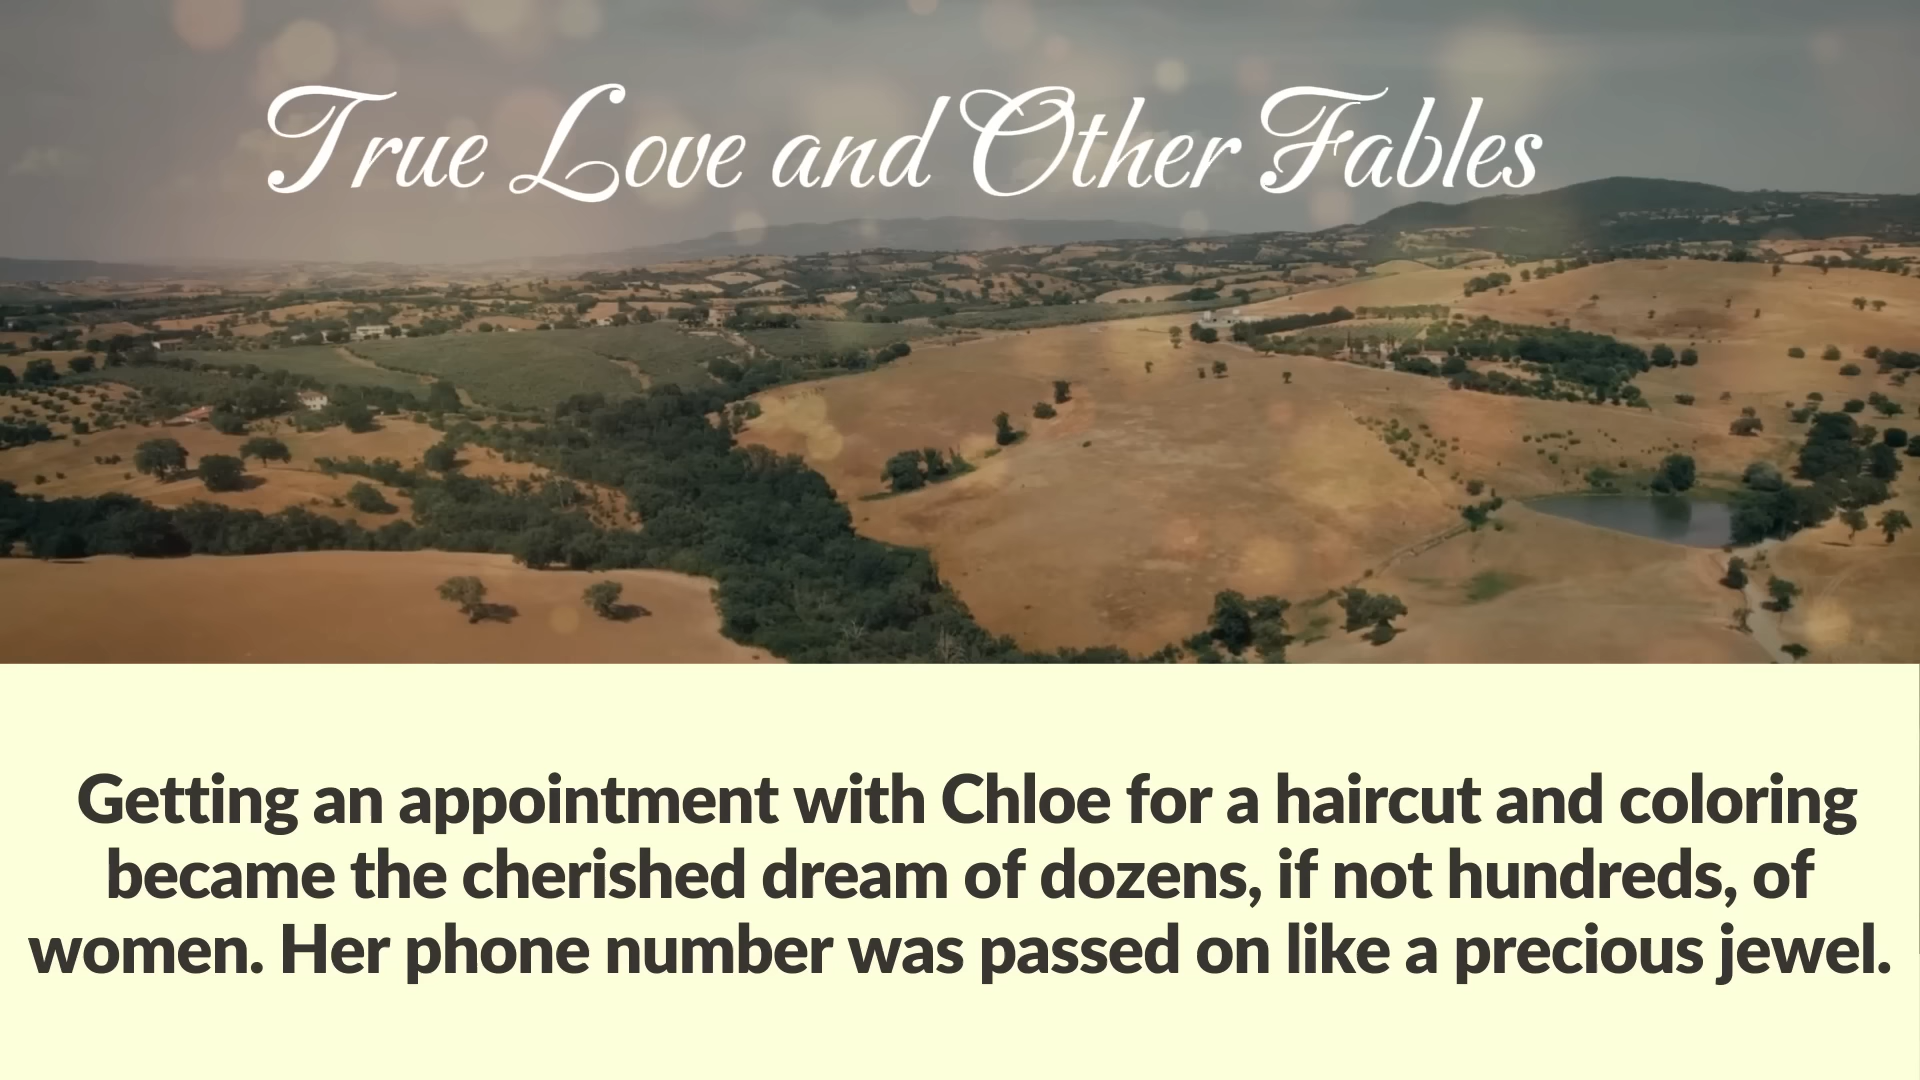 True Love and Other Fables
Getting an appointment with Chloe for a haircut and coloring
became the cherished dream of dozens, if not hundreds, of
women. Her phone number was passed on like a precious jewel.